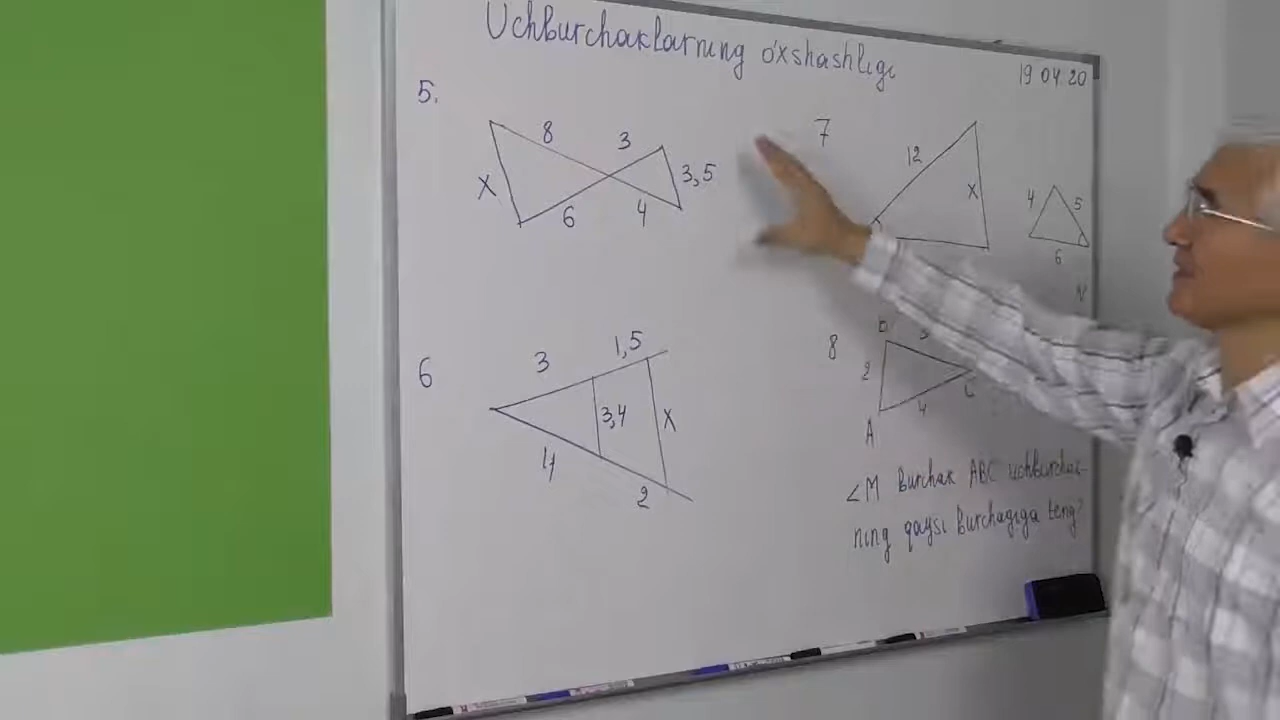 Uchburchaklarning o'xshashligi
19 04 20
5.
8
3
x
3,5
6
4
7
12
x
4
5
6
N
6
3
1,5
3,4
x
4
2
8
B
2
4
A
C
∠M burchak ABC uchburchak-
ning qaysi burchagiga teng?